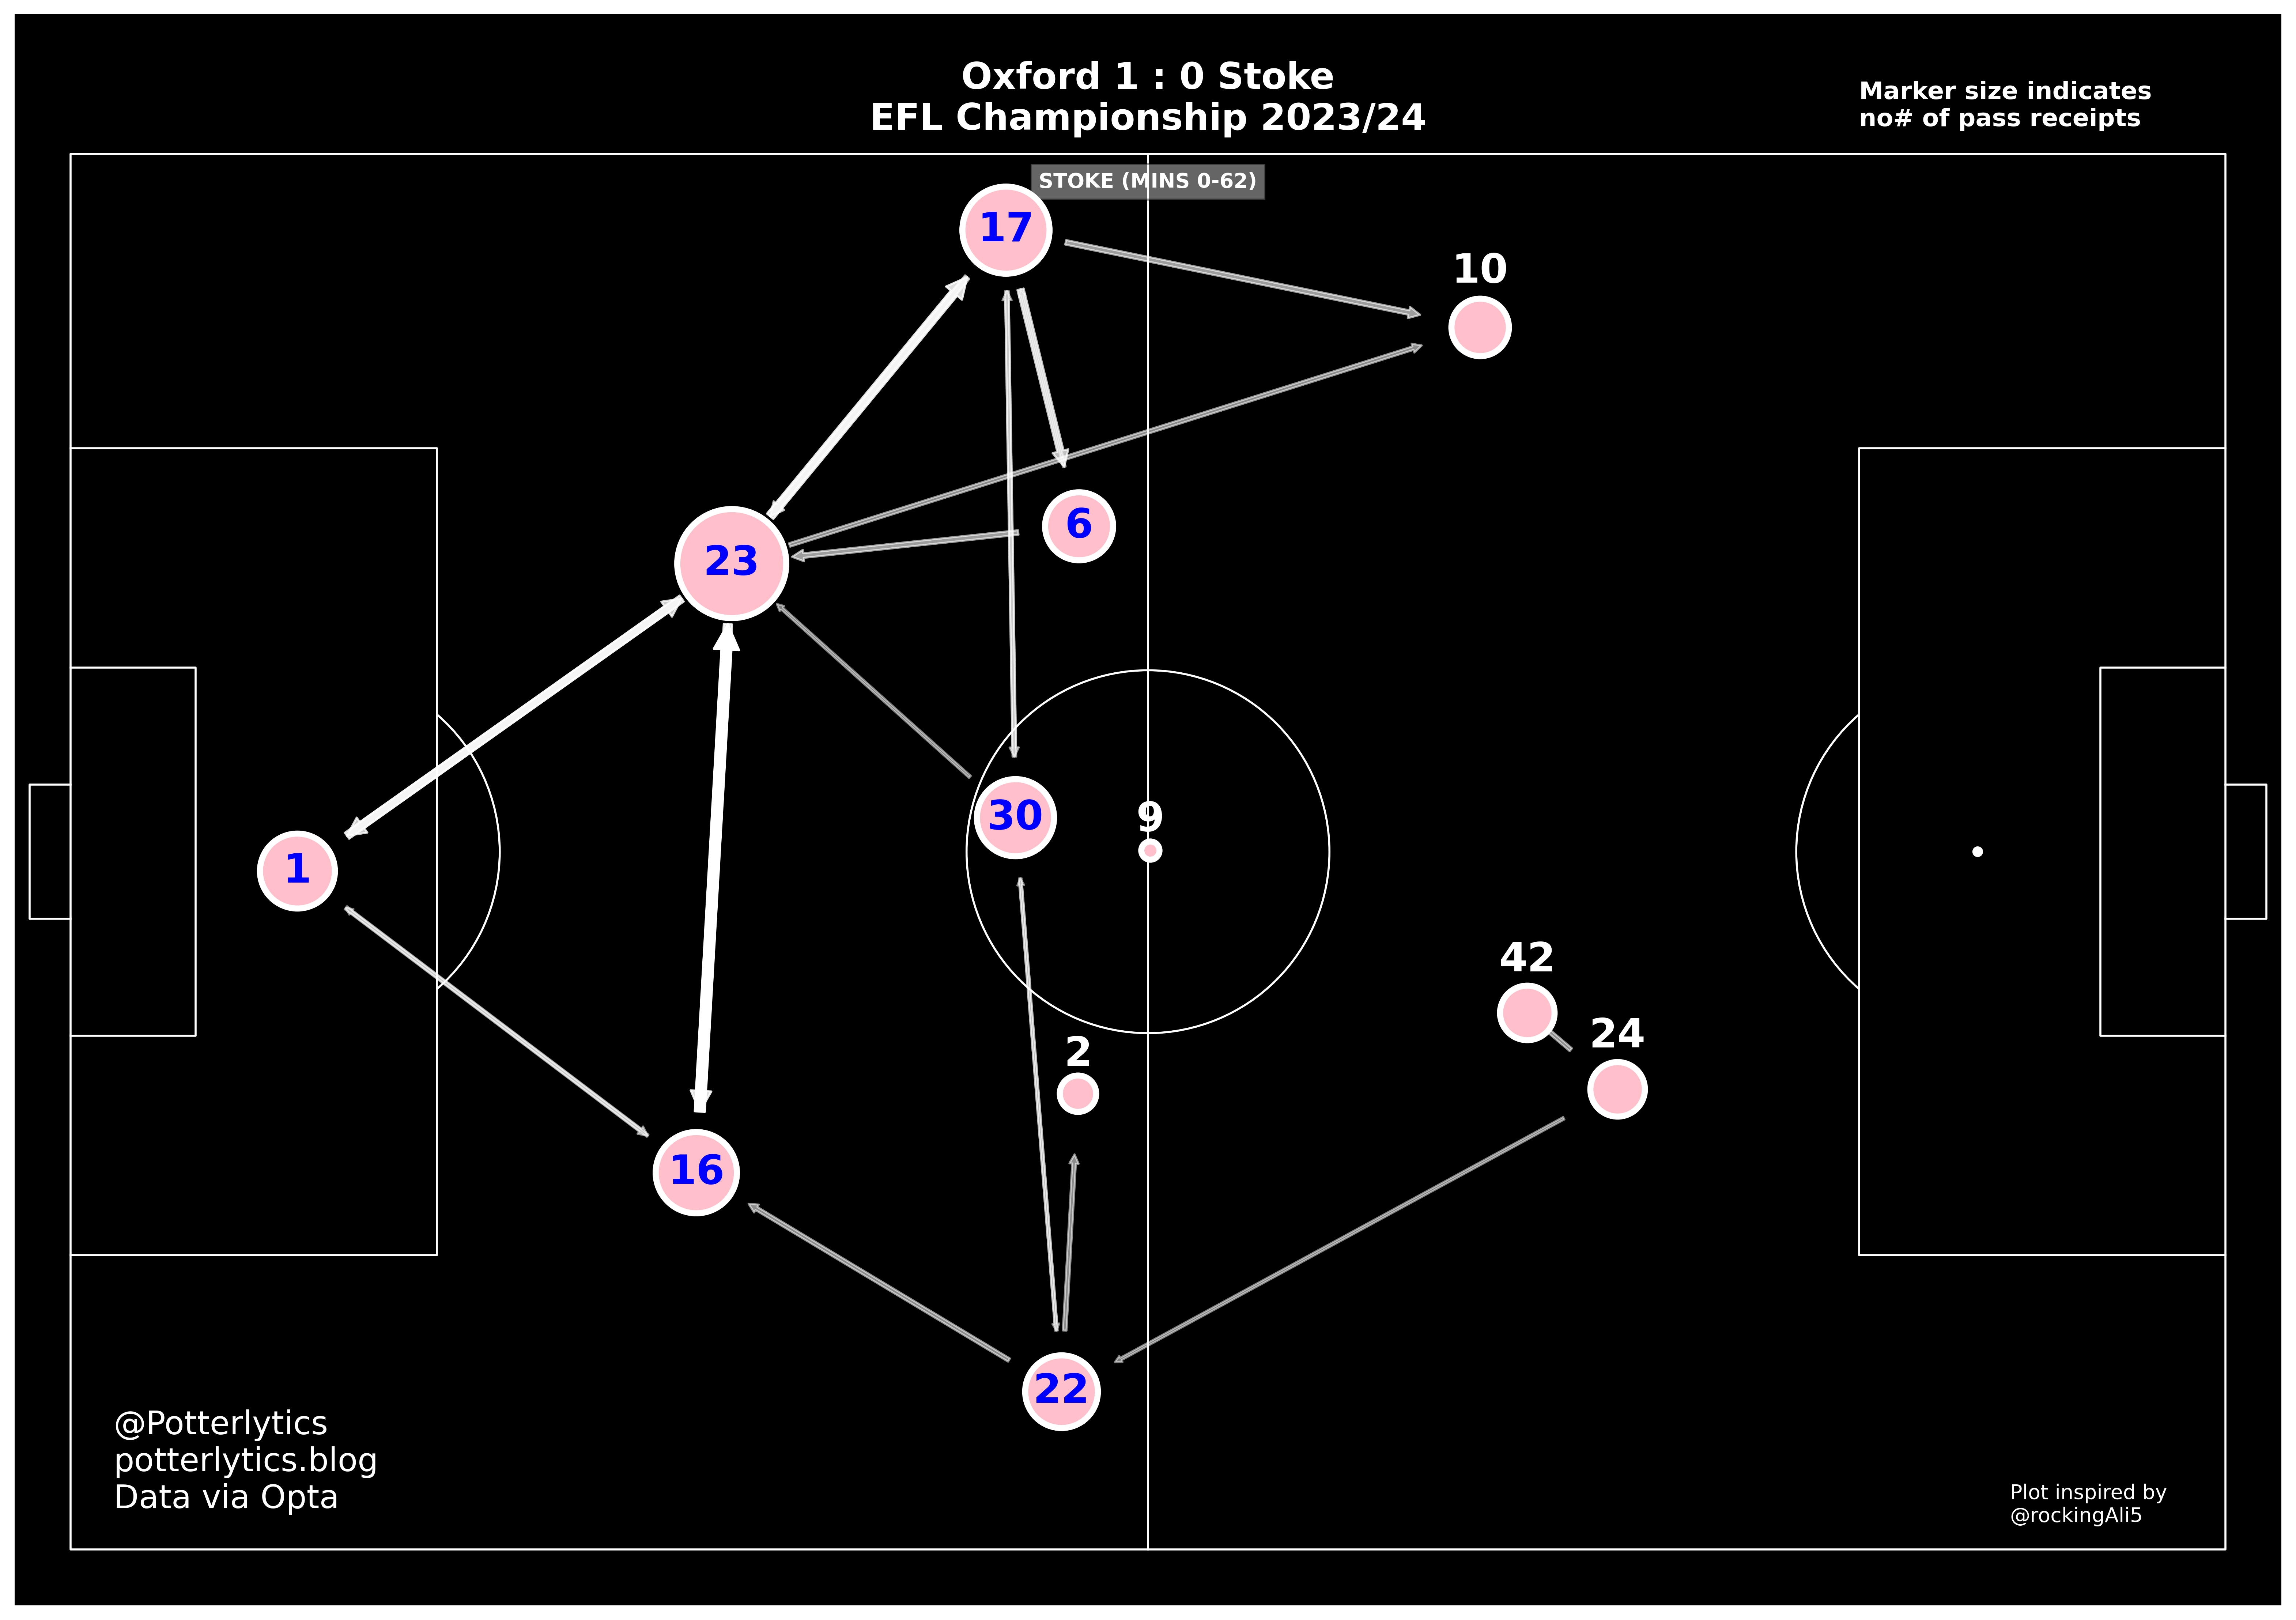 Oxford 1 : 0 Stoke
EFL Championship 2023/24
Marker size indicates
no# of pass receipts
STOKE (MINS 0-62)
17
10
6
23
30
9
1
42
24
2
16
22
@Potterlytics
potterlytics.blog
Data via Opta
Plot inspired by
@rockingAli5